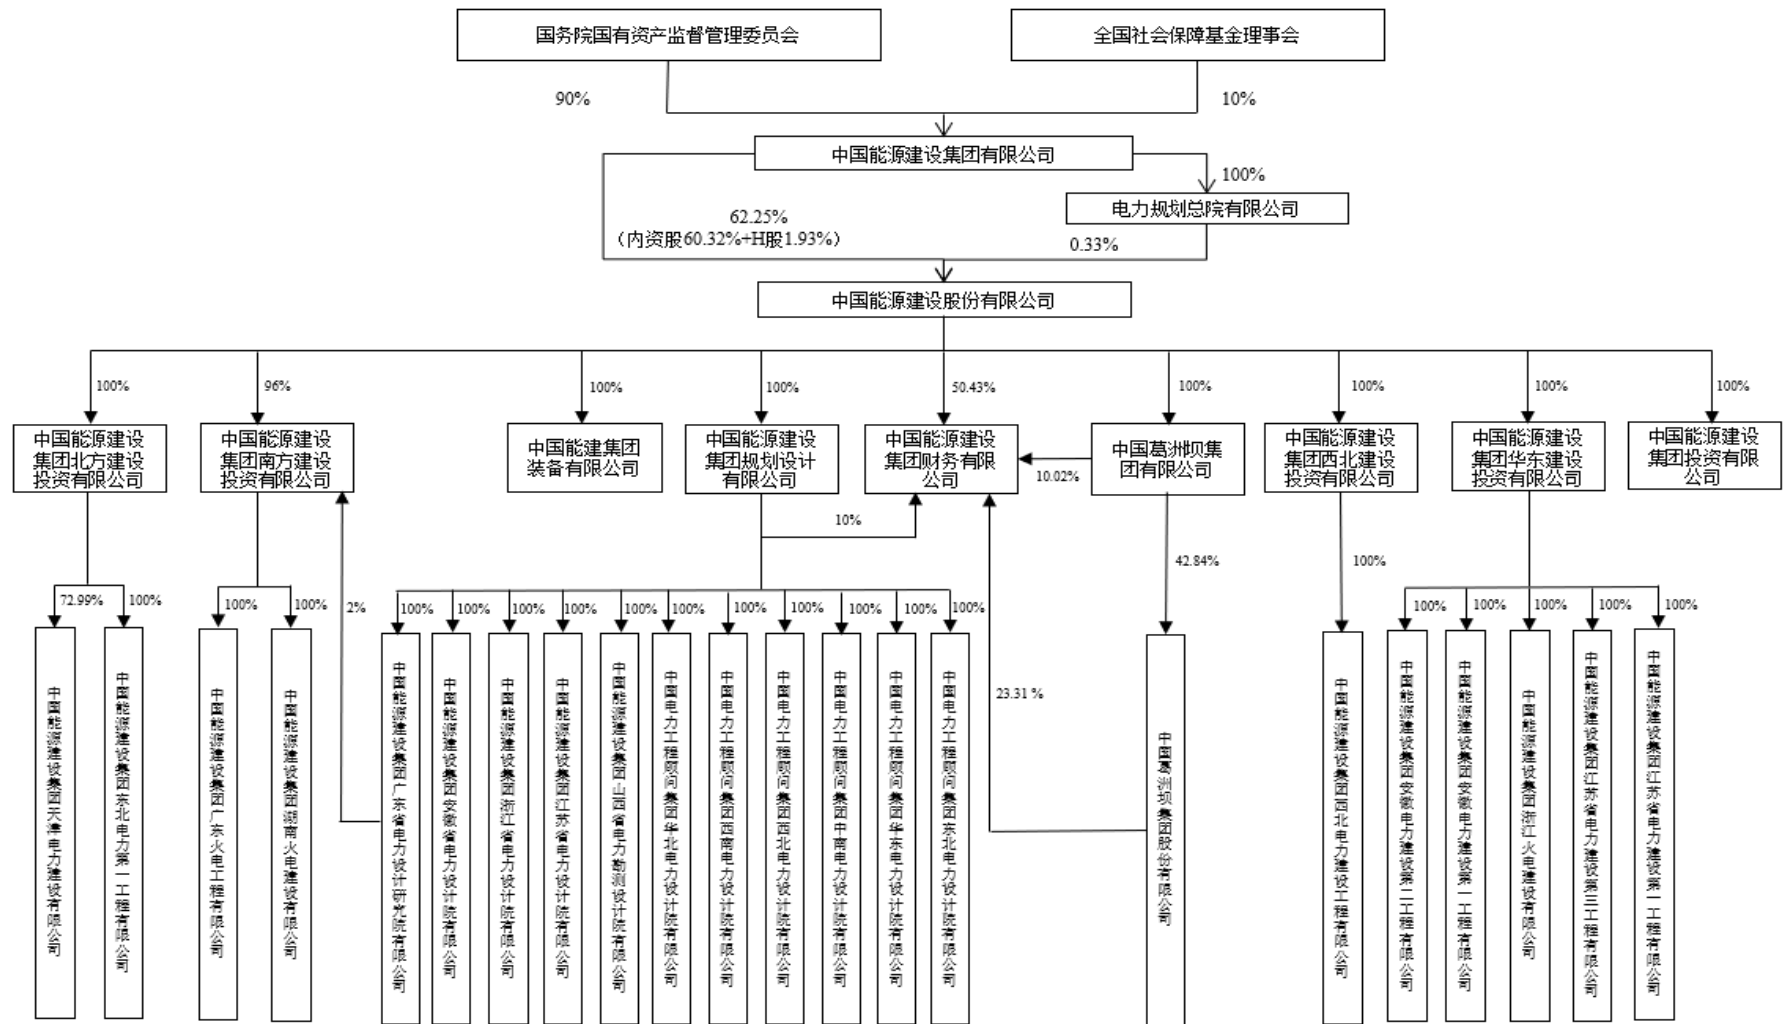 国务院国有资产监督管理委员会
全国社会保障基金理事会
90%
10%
中国能源建设集团有限公司
100%
电力规划总院有限公司
62.25%
（内资股60.32%+H股1.93%）
0.33%
中国能源建设股份有限公司
100%
96%
100%
100%
50.43%
100%
100%
100%
100%
中国能源建设
集团北方建设
投资有限公司
中国能源建设
集团南方建设
投资有限公司
中国能建集团
装备有限公司
中国能源建设
集团规划设计
有限公司
中国能源建设
集团财务有限
公司
中国葛洲坝集
团有限公司
中国能源建设
集团西北建设
投资有限公司
中国能源建设
集团华东建设
投资有限公司
中国能源建设
集团投资有限
公司
10.02%
10%
42.84%
100%
72.99%
100%
100%
100%
2%
100%
100%
100%
100%
100%
100%
100%
100%
100%
100%
100%
23.31 %
100%
100%
100%
100%
100%
中国能源建设集团天津电力建设有限公司
中国能源建设集团东北电力第一工程有限公司
中国能源建设集团广东火电工程有限公司
中国能源建设集团湖南火电建设有限公司
中国能源建设集团广东省电力设计研究院有限公司
中国能源建设集团安徽省电力设计院有限公司
中国能源建设集团浙江省电力设计院有限公司
中国能源建设集团江苏省电力设计院有限公司
中国能源建设集团山西省电力勘测设计院有限公司
中国电力工程顾问集团华北电力设计院有限公司
中国电力工程顾问集团西南电力设计院有限公司
中国电力工程顾问集团西北电力设计院有限公司
中国电力工程顾问集团中南电力设计院有限公司
中国电力工程顾问集团华东电力设计院有限公司
中国电力工程顾问集团东北电力设计院有限公司
中国葛洲坝集团股份有限公司
中国能源建设集团西北电力建设工程有限公司
中国能源建设集团安徽电力建设第二工程有限公司
中国能源建设集团安徽电力建设第一工程有限公司
中国能源建设集团浙江火电建设有限公司
中国能源建设集团江苏省电力建设第三工程有限公司
中国能源建设集团江苏省电力建设第一工程有限公司